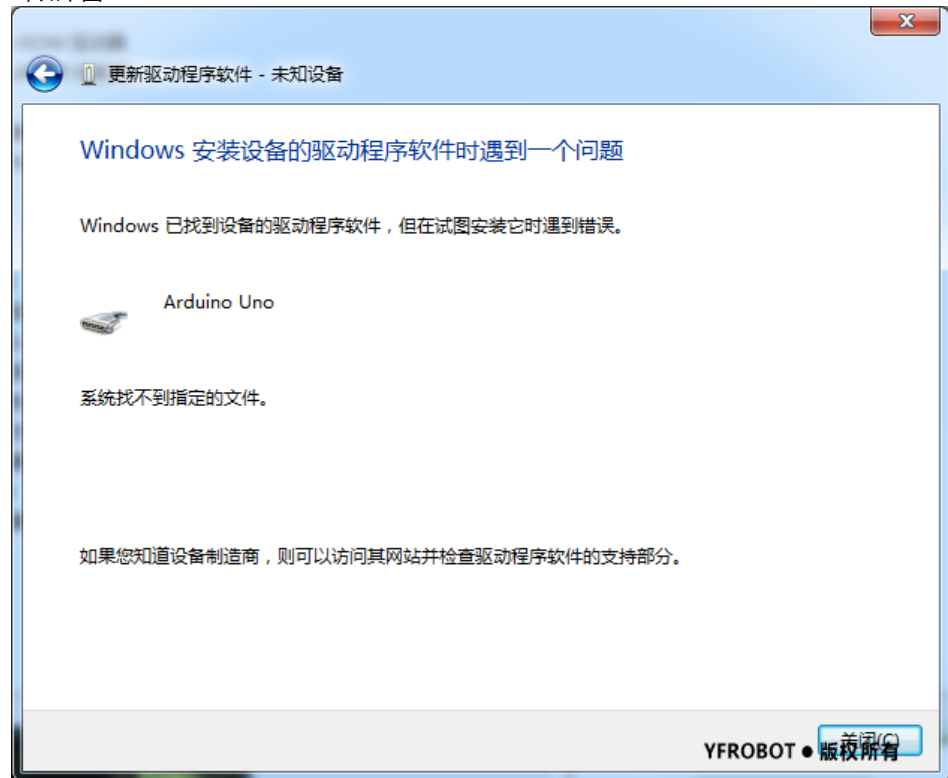 更新驱动程序软件 - 未知设备
Windows 安装设备的驱动程序软件时遇到一个问题
Windows 已找到设备的驱动程序软件，但在试图安装它时遇到错误。
Arduino Uno
系统找不到指定的文件。
如果您知道设备制造商，则可以访问其网站并检查驱动程序软件的支持部分。
关闭(C)
YFROBOT ● 版权所有